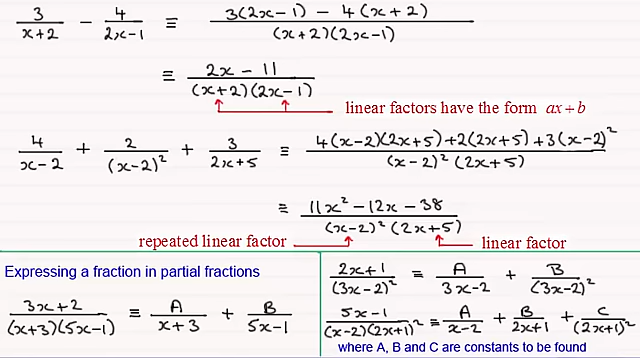 3/(x+2) − 4/(2x−1) ≡ (3(2x−1) − 4(x+2))/((x+2)(2x−1))
≡ (2x − 11)/((x+2)(2x−1))
linear factors have the form ax + b
4/(x−2) + 2/(x−2)² + 3/(2x+5) ≡ (4(x−2)(2x+5) + 2(2x+5) + 3(x−2)²)/((x−2)²(2x+5))
≡ (11x² − 12x − 38)/((x−2)²(2x+5))
repeated linear factor
linear factor
Expressing a fraction in partial fractions
(3x+2)/((x+3)(5x−1)) ≡ A/(x+3) + B/(5x−1)
(2x+1)/(3x−2)² ≡ A/(3x−2) + B/(3x−2)²
(5x−1)/((x−2)(2x+1)²) ≡ A/(x−2) + B/(2x+1) + C/(2x+1)²
where A, B and C are constants to be found